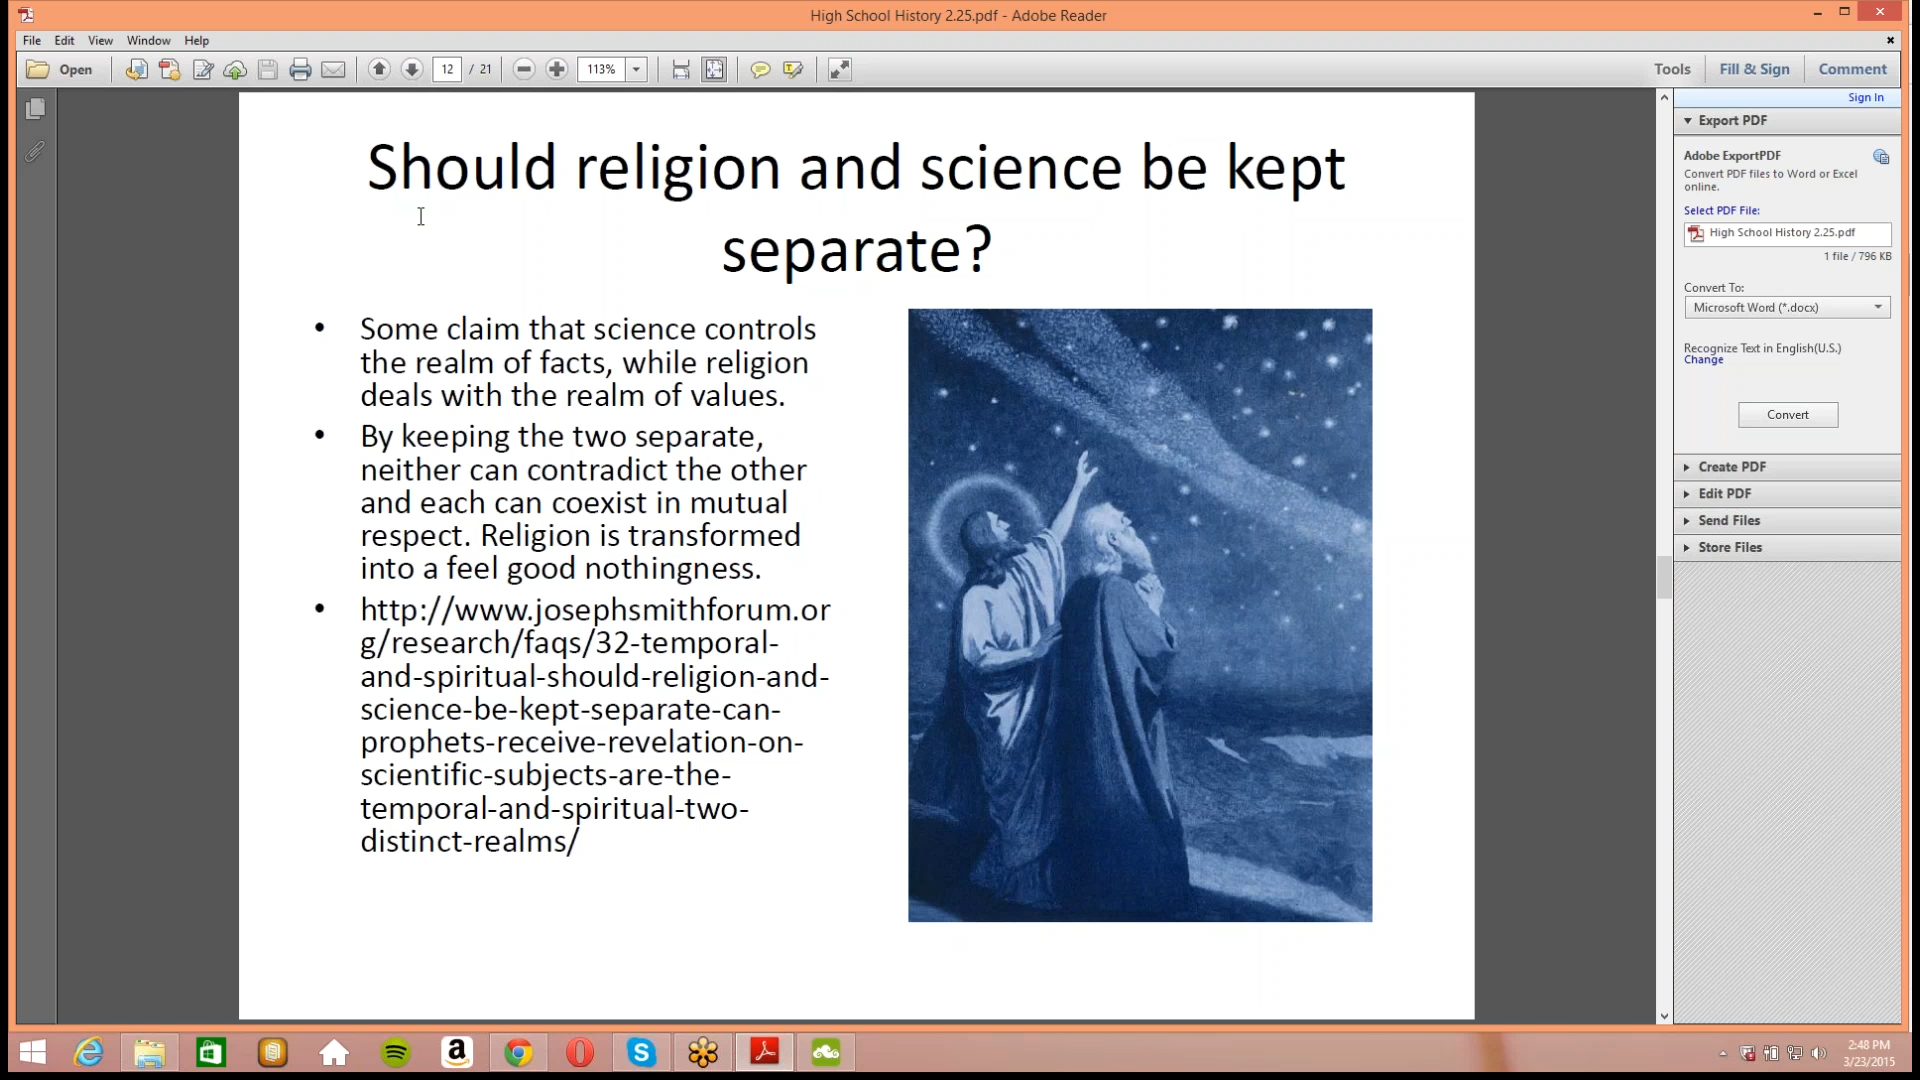 High School History 2.25.pdf - Adobe Reader
File Edit View Window Help
Open 12 / 21 113% Tools Fill & Sign Comment
Sign In
Should religion and science be kept
separate?
• Some claim that science controls
the realm of facts, while religion
deals with the realm of values.
• By keeping the two separate,
neither can contradict the other
and each can coexist in mutual
respect. Religion is transformed
into a feel good nothingness.
• http://www.josephsmithforum.or
g/research/faqs/32-temporal-
and-spiritual-should-religion-and-
science-be-kept-separate-can-
prophets-receive-revelation-on-
scientific-subjects-are-the-
temporal-and-spiritual-two-
distinct-realms/
Export PDF
Adobe ExportPDF
Convert PDF files to Word or Excel
online.
Select PDF File:
High School History 2.25.pdf
1 file / 796 KB
Convert To:
Microsoft Word (*.docx)
Recognize Text in English(U.S.)
Change
Convert
Create PDF
Edit PDF
Send Files
Store Files
2:48 PM
3/23/2015